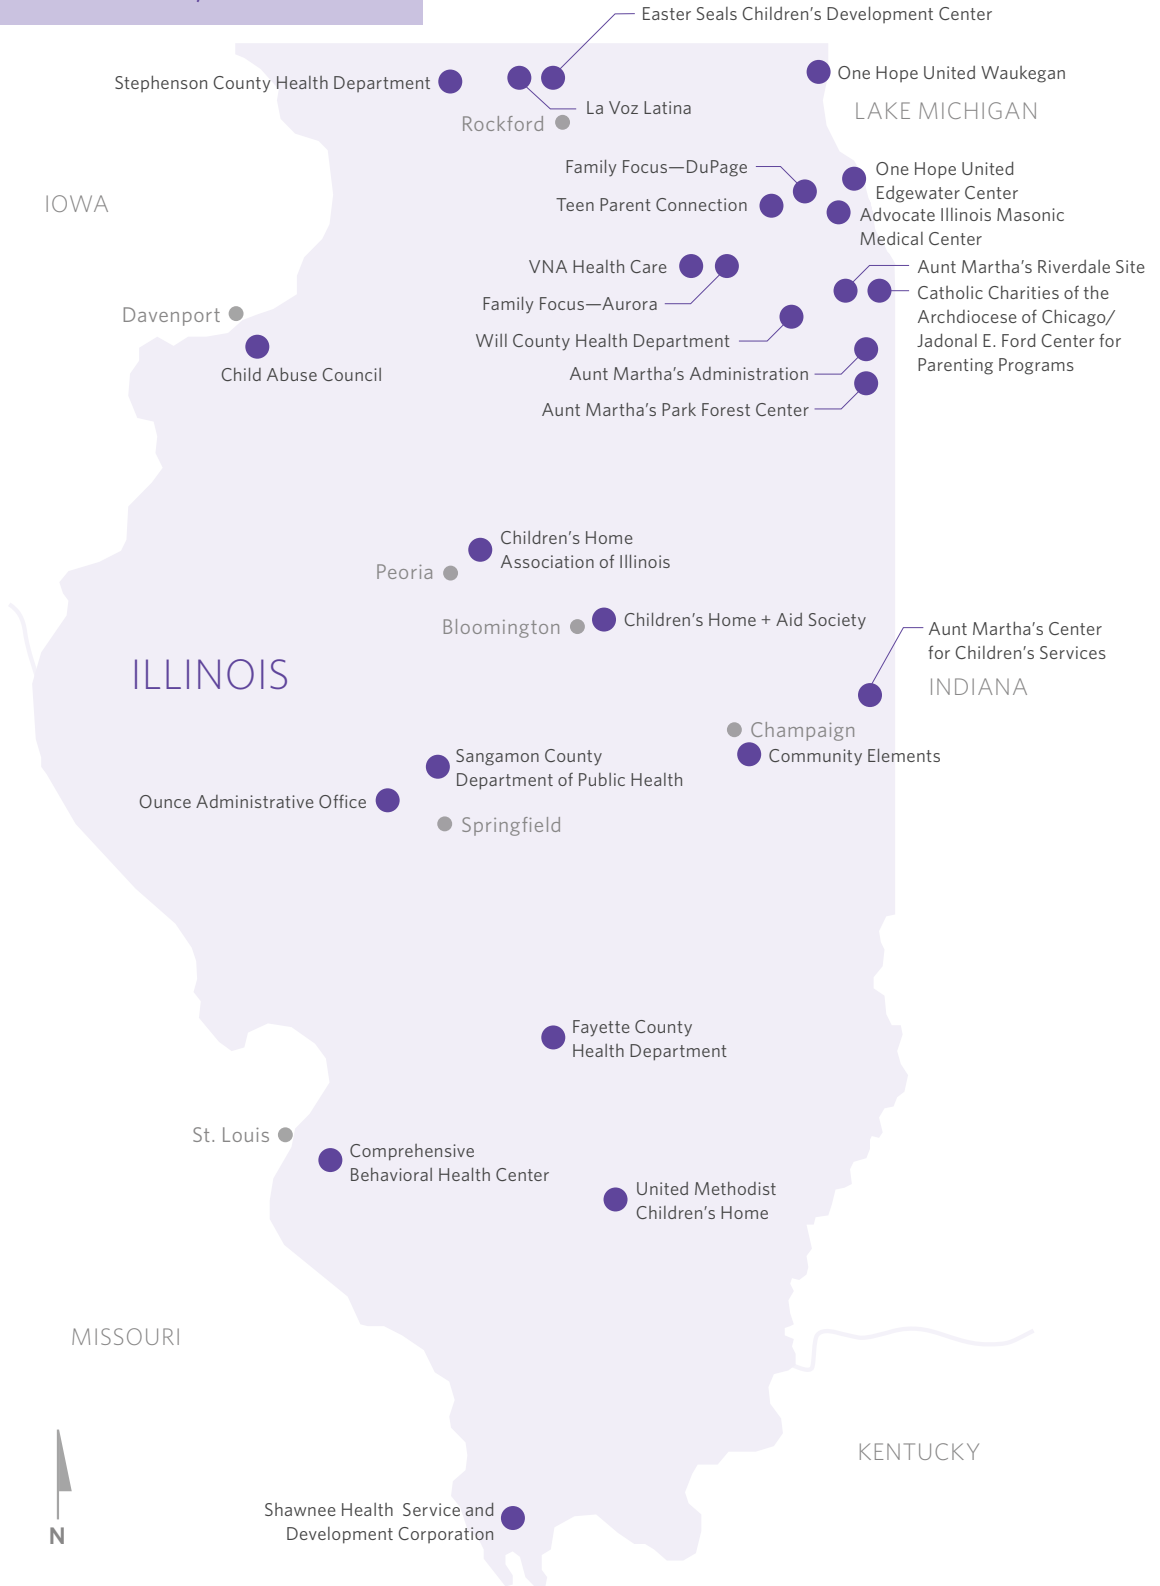 Easter Seals Children's Development Center
Stephenson County Health Department
One Hope United Waukegan
La Voz Latina
LAKE MICHIGAN
Rockford
Family Focus—DuPage
One Hope United
Edgewater Center
IOWA
Teen Parent Connection
Advocate Illinois Masonic
Medical Center
VNA Health Care
Aunt Martha's Riverdale Site
Family Focus—Aurora
Catholic Charities of the
Archdiocese of Chicago/
Jadonal E. Ford Center for
Parenting Programs
Davenport
Will County Health Department
Child Abuse Council
Aunt Martha's Administration
Aunt Martha's Park Forest Center
Children's Home
Association of Illinois
Peoria
Bloomington
Children's Home + Aid Society
Aunt Martha's Center
for Children's Services
ILLINOIS
INDIANA
Champaign
Community Elements
Sangamon County
Department of Public Health
Ounce Administrative Office
Springfield
Fayette County
Health Department
St. Louis
Comprehensive
Behavioral Health Center
United Methodist
Children's Home
MISSOURI
KENTUCKY
Shawnee Health  Service and
Development Corporation
N